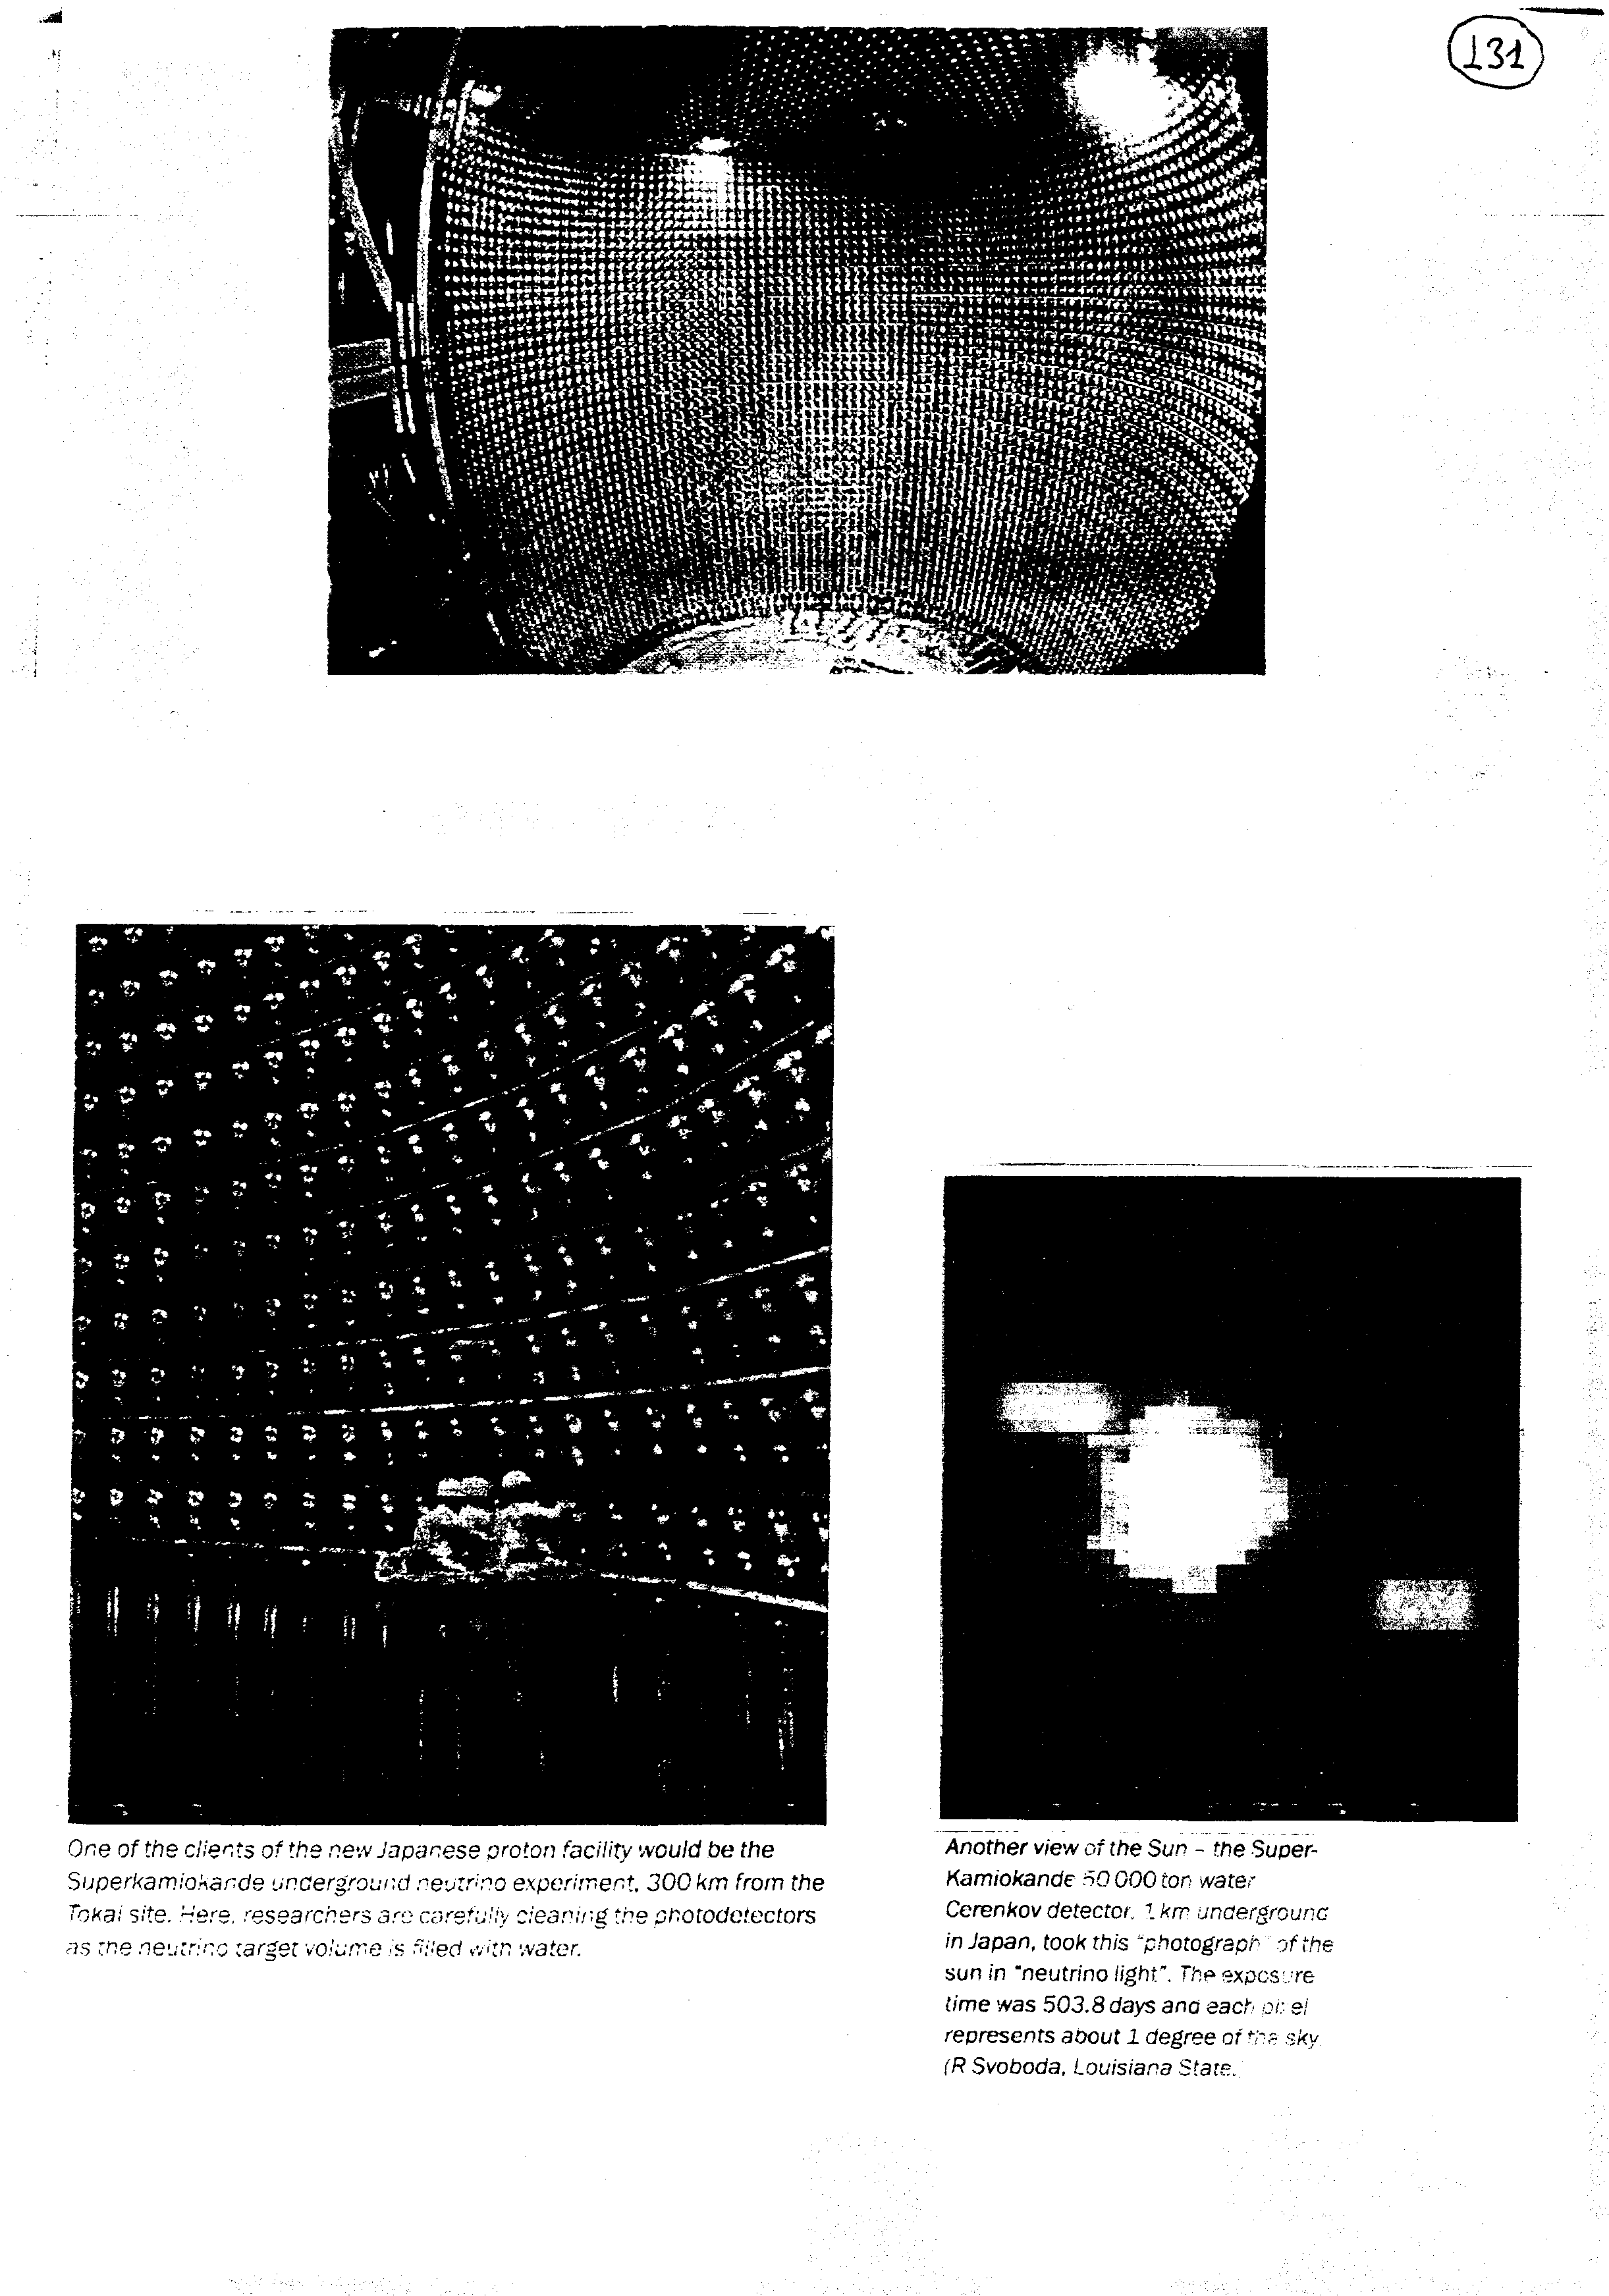 131
One of the clients of the new Japanese proton facility would be the
Superkamiokande underground neutrino experiment, 300 km from the
Tokai site. Here, researchers are carefully cleaning the photodetectors
as the neutrino target volume is filled with water.
Another view of the Sun – the Super-
Kamiokande 50 000 ton water
Cerenkov detector, 1 km underground
in Japan, took this "photograph" of the
sun in "neutrino light". The exposure
time was 503.8 days and each pixel
represents about 1 degree of the sky.
(R Svoboda, Louisiana State.